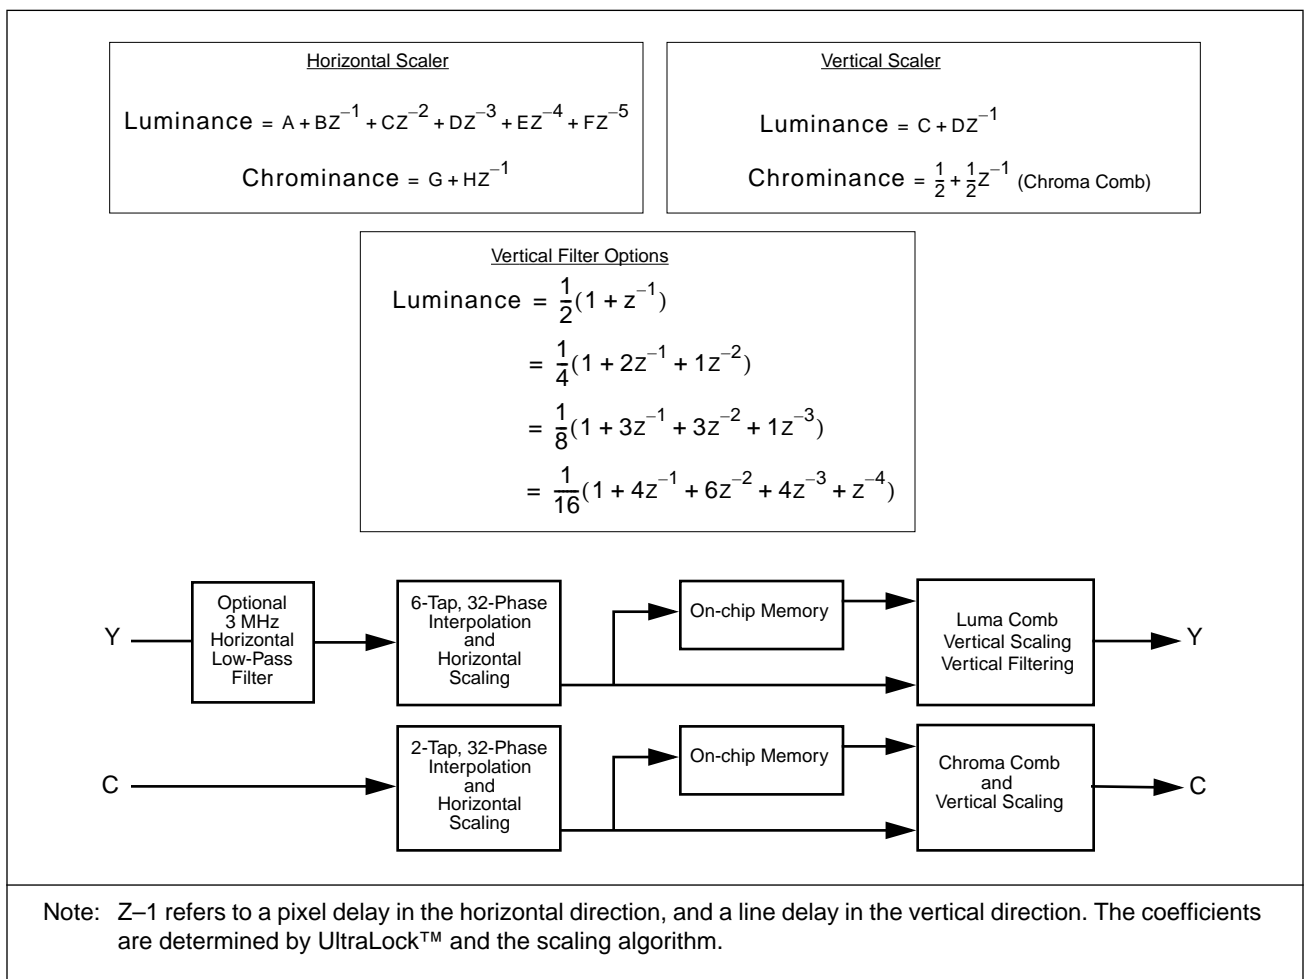 Horizontal Scaler
Luminance = A + BZ⁻¹ + CZ⁻² + DZ⁻³ + EZ⁻⁴ + FZ⁻⁵
Chrominance = G + HZ⁻¹
Vertical Scaler
Luminance = C + DZ⁻¹
Chrominance = 1/2 + 1/2 Z⁻¹ (Chroma Comb)
Vertical Filter Options
Luminance = 1/2 (1 + z⁻¹)
= 1/4 (1 + 2Z⁻¹ + 1Z⁻²)
= 1/8 (1 + 3Z⁻¹ + 3Z⁻² + 1Z⁻³)
= 1/16 (1 + 4Z⁻¹ + 6Z⁻² + 4Z⁻³ + Z⁻⁴)
Y
Optional
3 MHz
Horizontal
Low-Pass
Filter
6-Tap, 32-Phase
Interpolation
and
Horizontal
Scaling
On-chip Memory
Luma Comb
Vertical Scaling
Vertical Filtering
Y
C
2-Tap, 32-Phase
Interpolation
and
Horizontal
Scaling
On-chip Memory
Chroma Comb
and
Vertical Scaling
C
Note: Z–1 refers to a pixel delay in the horizontal direction, and a line delay in the vertical direction. The coefficients
are determined by UltraLock™ and the scaling algorithm.